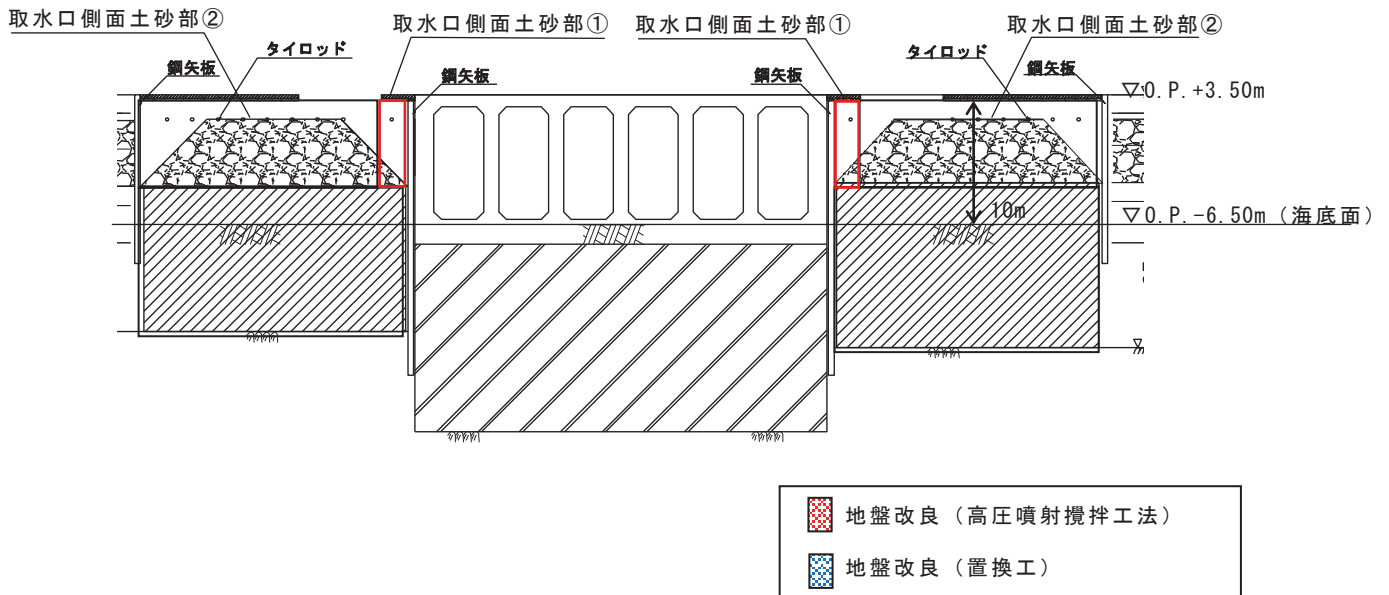 取水口側面土砂部②
取水口側面土砂部①
取水口側面土砂部①
取水口側面土砂部②
タイロッド
タイロッド
鋼矢板
鋼矢板
鋼矢板
鋼矢板
▽O.P.+3.50m
10m
▽O.P.-6.50m（海底面）
地盤改良（高圧噴射攪拌工法）
地盤改良（置換工）